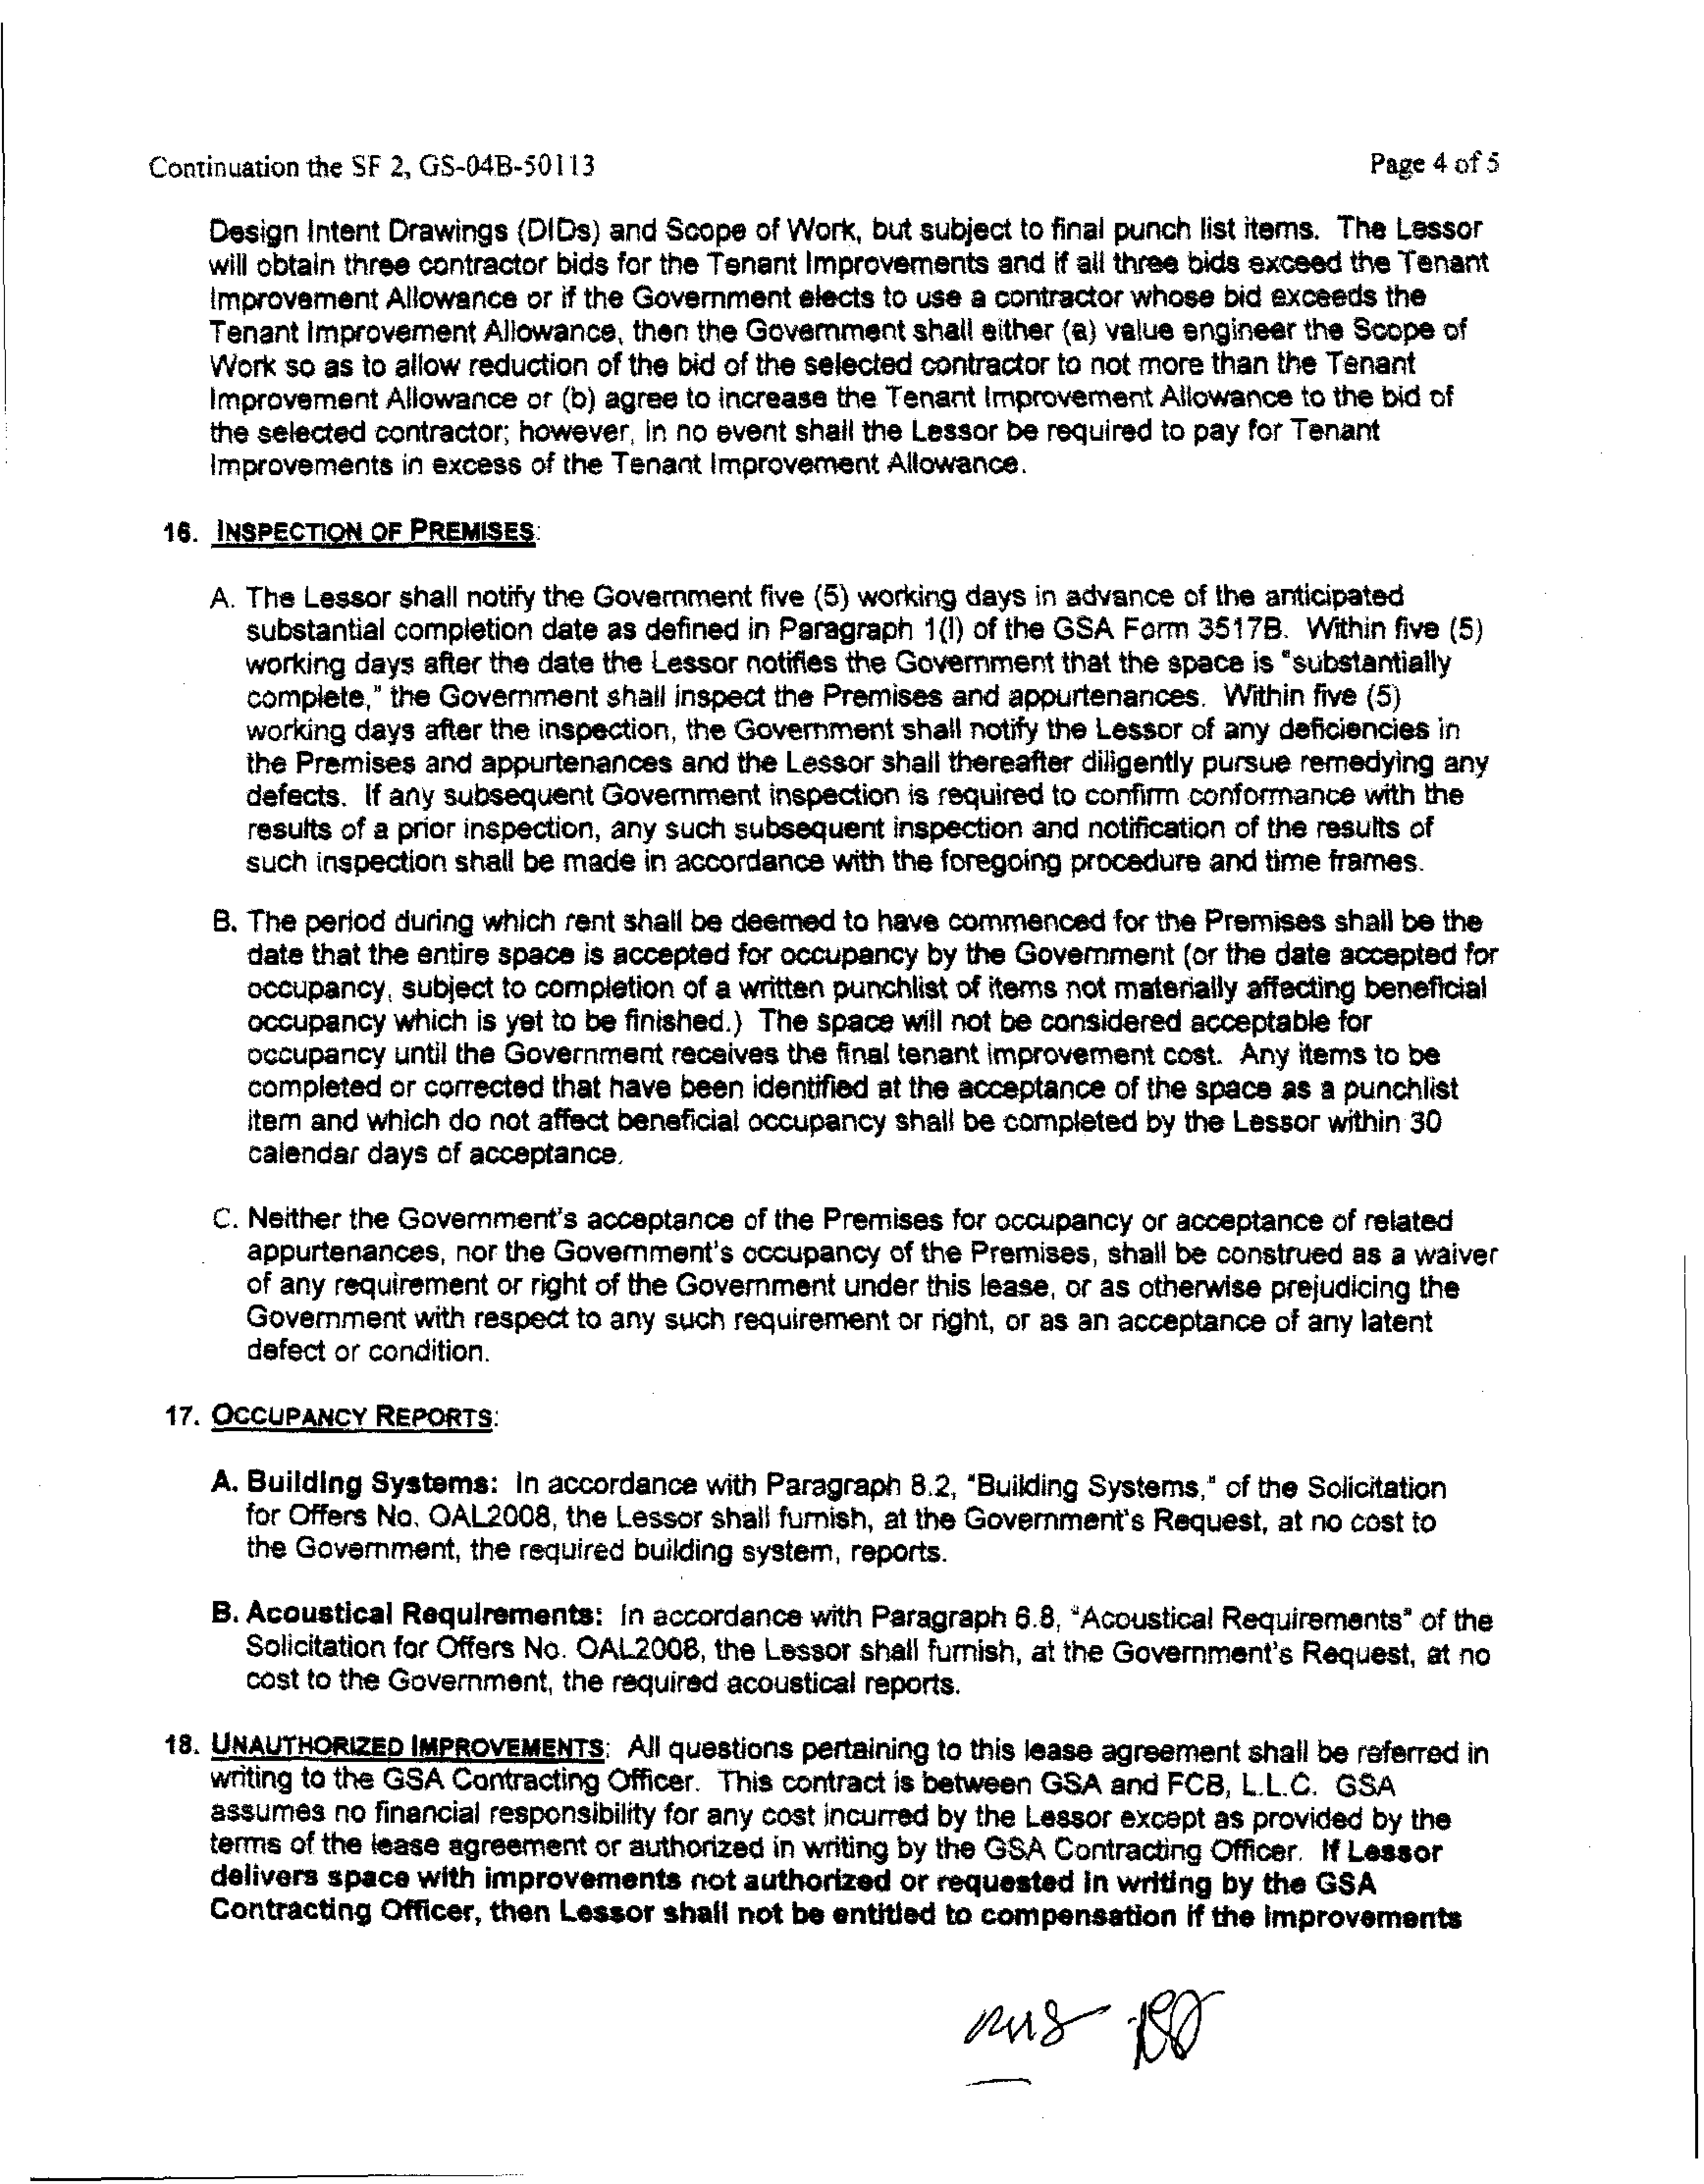 Continuation the SF 2, GS-04B-50113
Page 4 of 5
Design Intent Drawings (DIDs) and Scope of Work, but subject to final punch list items. The Lessor
will obtain three contractor bids for the Tenant Improvements and if all three bids exceed the Tenant
Improvement Allowance or if the Government elects to use a contractor whose bid exceeds the
Tenant Improvement Allowance, then the Government shall either (a) value engineer the Scope of
Work so as to allow reduction of the bid of the selected contractor to not more than the Tenant
Improvement Allowance or (b) agree to increase the Tenant Improvement Allowance to the bid of
the selected contractor; however, in no event shall the Lessor be required to pay for Tenant
Improvements in excess of the Tenant Improvement Allowance.
16. INSPECTION OF PREMISES:
A. The Lessor shall notify the Government five (5) working days in advance of the anticipated
substantial completion date as defined in Paragraph 1(l) of the GSA Form 3517B. Within five (5)
working days after the date the Lessor notifies the Government that the space is "substantially
complete," the Government shall inspect the Premises and appurtenances. Within five (5)
working days after the inspection, the Government shall notify the Lessor of any deficiencies in
the Premises and appurtenances and the Lessor shall thereafter diligently pursue remedying any
defects. If any subsequent Government inspection is required to confirm conformance with the
results of a prior inspection, any such subsequent inspection and notification of the results of
such inspection shall be made in accordance with the foregoing procedure and time frames.
B. The period during which rent shall be deemed to have commenced for the Premises shall be the
date that the entire space is accepted for occupancy by the Government (or the date accepted for
occupancy, subject to completion of a written punchlist of items not materially affecting beneficial
occupancy which is yet to be finished.) The space will not be considered acceptable for
occupancy until the Government receives the final tenant improvement cost. Any items to be
completed or corrected that have been identified at the acceptance of the space as a punchlist
item and which do not affect beneficial occupancy shall be completed by the Lessor within 30
calendar days of acceptance.
C. Neither the Government's acceptance of the Premises for occupancy or acceptance of related
appurtenances, nor the Government's occupancy of the Premises, shall be construed as a waiver
of any requirement or right of the Government under this lease, or as otherwise prejudicing the
Government with respect to any such requirement or right, or as an acceptance of any latent
defect or condition.
17. OCCUPANCY REPORTS:
A. Building Systems: In accordance with Paragraph 8.2, "Building Systems," of the Solicitation
for Offers No. OAL2008, the Lessor shall furnish, at the Government's Request, at no cost to
the Government, the required building system, reports.
B. Acoustical Requirements: In accordance with Paragraph 6.8, "Acoustical Requirements" of the
Solicitation for Offers No. OAL2008, the Lessor shall furnish, at the Government's Request, at no
cost to the Government, the required acoustical reports.
18. UNAUTHORIZED IMPROVEMENTS: All questions pertaining to this lease agreement shall be referred in
writing to the GSA Contracting Officer. This contract is between GSA and FCB, L.L.C. GSA
assumes no financial responsibility for any cost incurred by the Lessor except as provided by the
terms of the lease agreement or authorized in writing by the GSA Contracting Officer. If Lessor
delivers space with improvements not authorized or requested in writing by the GSA
Contracting Officer, then Lessor shall not be entitled to compensation if the improvements